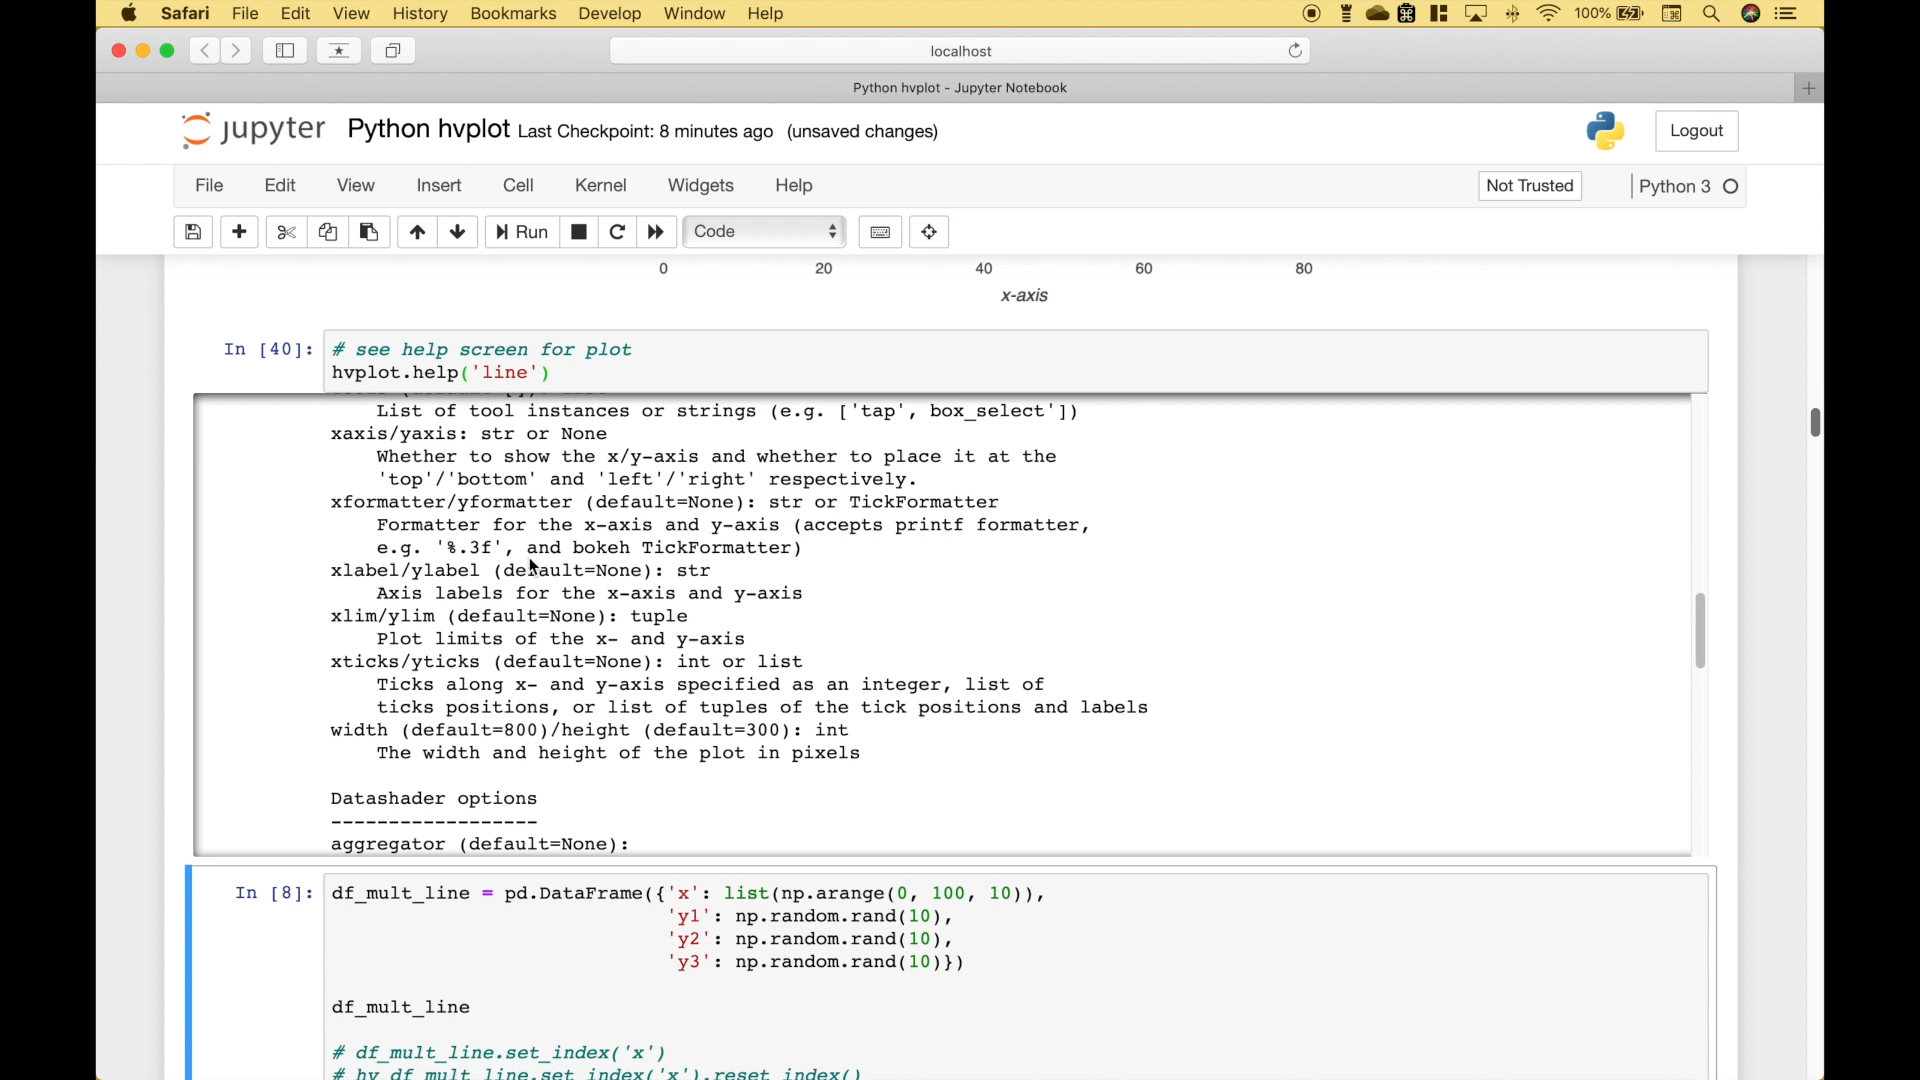 Safari File Edit View History Bookmarks Develop Window Help 100%
localhost
Python hvplot - Jupyter Notebook
jupyter Python hvplot Last Checkpoint: 8 minutes ago (unsaved changes) Logout
File Edit View Insert Cell Kernel Widgets Help Not Trusted Python 3
Run Code
0 20 40 60 80
x-axis
In [40]: # see help screen for plot
hvplot.help('line')
List of tool instances or strings (e.g. ['tap', box_select'])
xaxis/yaxis: str or None
Whether to show the x/y-axis and whether to place it at the
'top'/'bottom' and 'left'/'right' respectively.
xformatter/yformatter (default=None): str or TickFormatter
Formatter for the x-axis and y-axis (accepts printf formatter,
e.g. '%.3f', and bokeh TickFormatter)
xlabel/ylabel (default=None): str
Axis labels for the x-axis and y-axis
xlim/ylim (default=None): tuple
Plot limits of the x- and y-axis
xticks/yticks (default=None): int or list
Ticks along x- and y-axis specified as an integer, list of
ticks positions, or list of tuples of the tick positions and labels
width (default=800)/height (default=300): int
The width and height of the plot in pixels
Datashader options
------------------
aggregator (default=None):
In [8]: df_mult_line = pd.DataFrame({'x': list(np.arange(0, 100, 10)),
'y1': np.random.rand(10),
'y2': np.random.rand(10),
'y3': np.random.rand(10)})
df_mult_line
# df_mult_line.set_index('x')
# hv df mult line.set index('x').reset index()